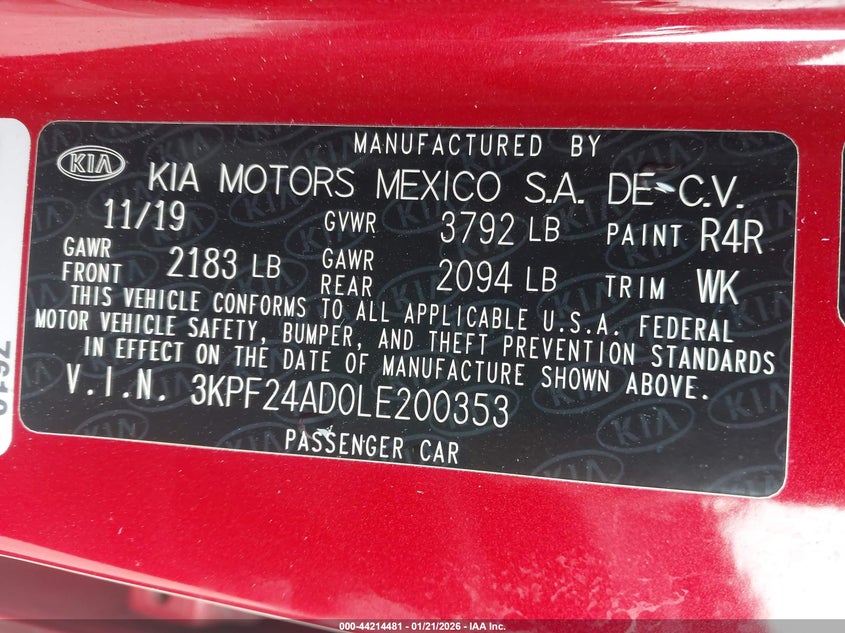 MANUFACTURED BY
KIA KIA MOTORS MEXICO S.A. DE C.V.
11/19 GVWR 3792 LB PAINT R4R
GAWR FRONT 2183 LB GAWR REAR 2094 LB TRIM WK
THIS VEHICLE CONFORMS TO ALL APPLICABLE U.S.A. FEDERAL
MOTOR VEHICLE SAFETY, BUMPER, AND THEFT PREVENTION STANDARDS
IN EFFECT ON THE DATE OF MANUFACTURE SHOWN ABOVE.
V.I.N. 3KPF24AD0LE200353
PASSENGER CAR
000-44214481 - 01/21/2026 - IAA Inc.